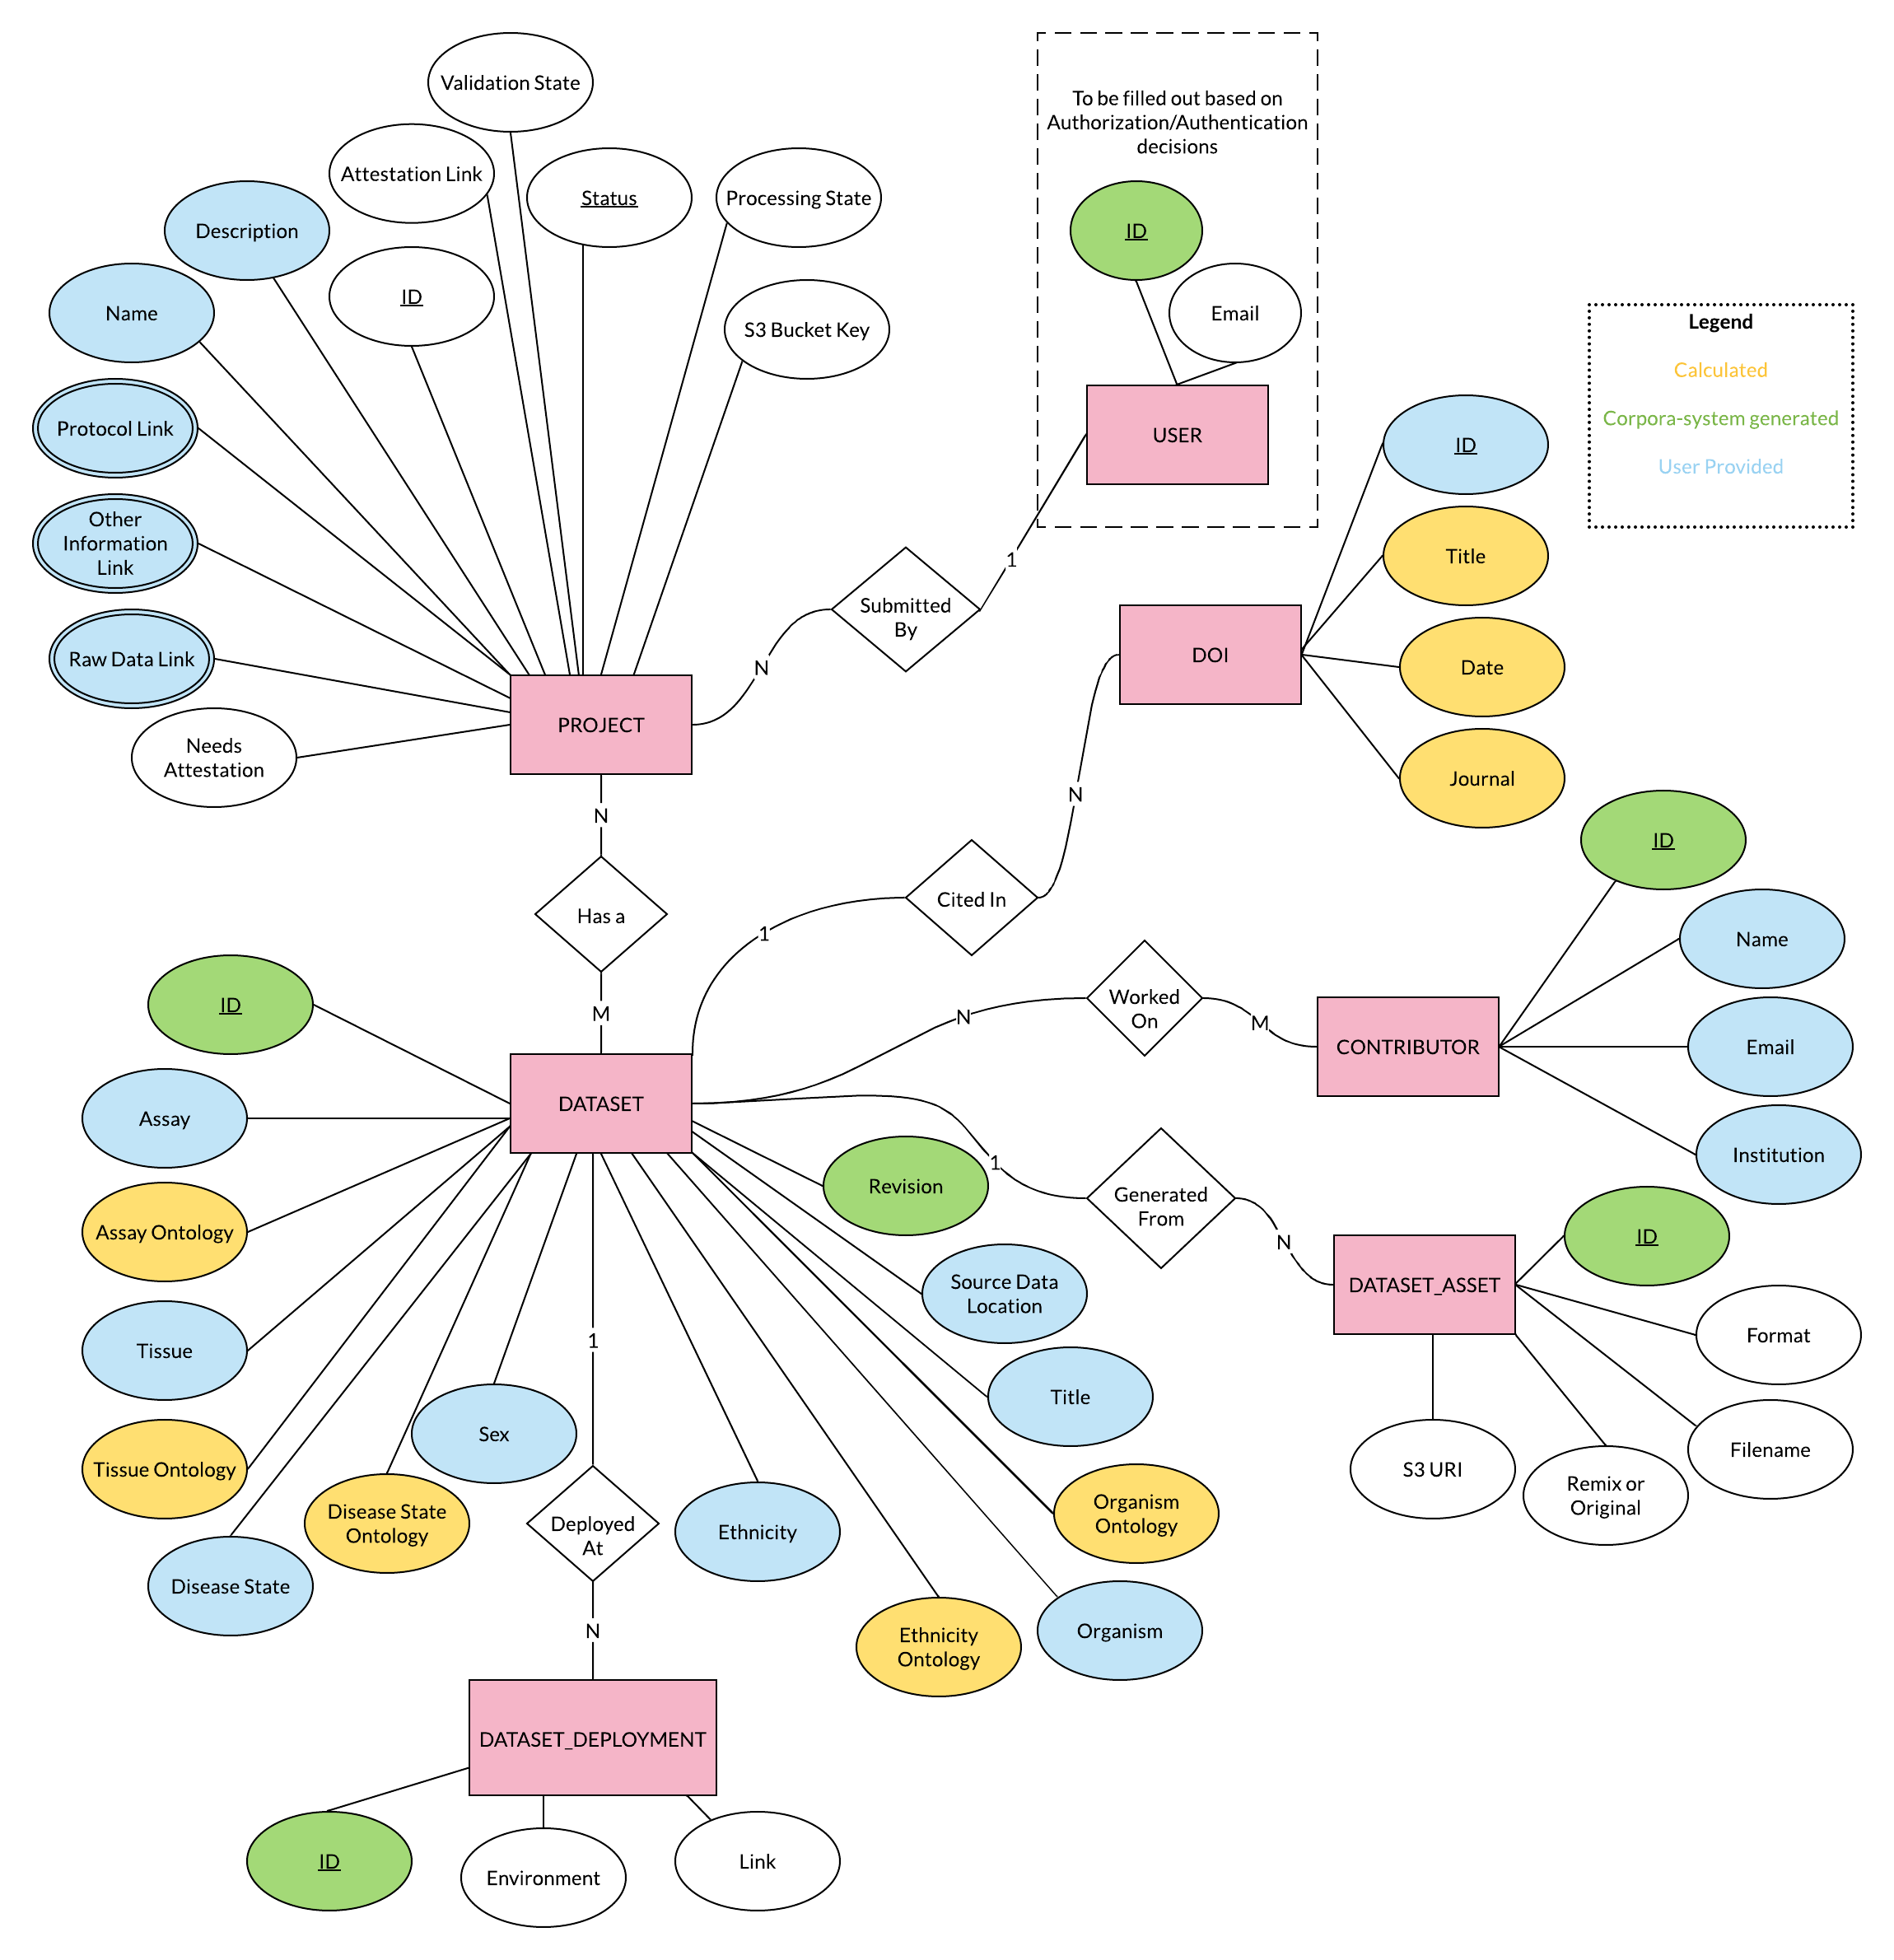 Validation State
To be filled out based on
Authorization/Authentication
decisions
Attestation Link
Status
Processing State
Description
ID
ID
Name
Email
S3 Bucket Key
Legend
Calculated
Corpora-system generated
User Provided
Protocol Link
USER
ID
Other
Information
Link
Title
1
Submitted
By
Raw Data Link
N
DOI
Date
PROJECT
Needs
Attestation
Journal
N
N
ID
Has a
Cited In
1
Name
ID
M
N
Worked
On
M
CONTRIBUTOR
Email
DATASET
Assay
1
Institution
Revision
Generated
From
Assay Ontology
N
ID
Source Data
Location
DATASET_ASSET
Format
1
Tissue
Title
Sex
Filename
Tissue Ontology
S3 URI
Remix or
Original
Disease State
Ontology
Deployed
At
Ethnicity
Organism
Ontology
Disease State
N
Ethnicity
Ontology
Organism
DATASET_DEPLOYMENT
ID
Environment
Link